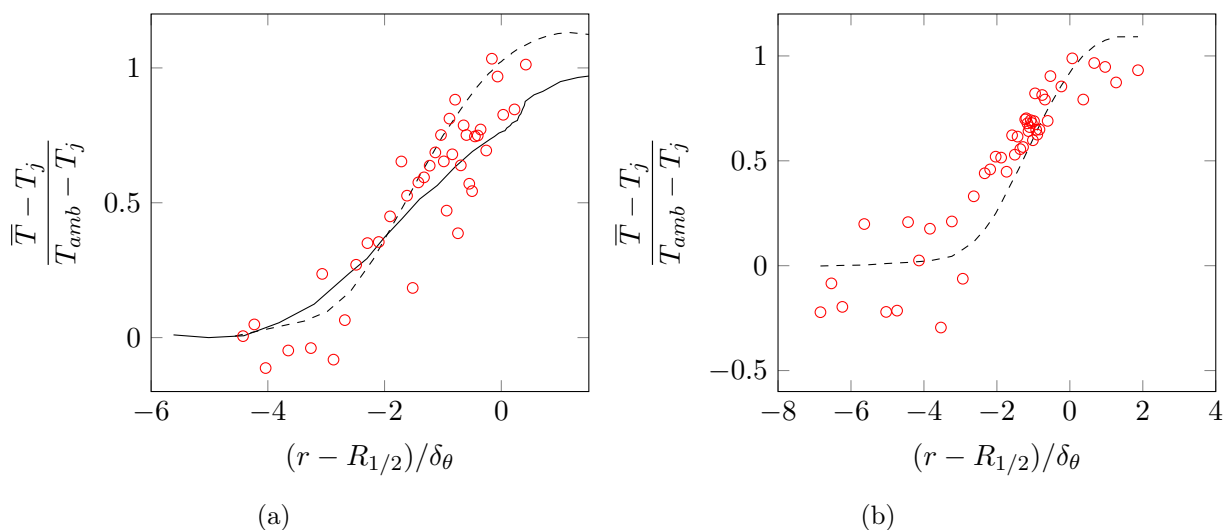 1
0.5
0
−6
−4
−2
0
T̅ − T_j
T_amb − T_j
(r − R_1/2)/δ_θ
(a)
1
0.5
0
−0.5
−8
−6
−4
−2
0
2
4
T̅ − T_j
T_amb − T_j
(r − R_1/2)/δ_θ
(b)